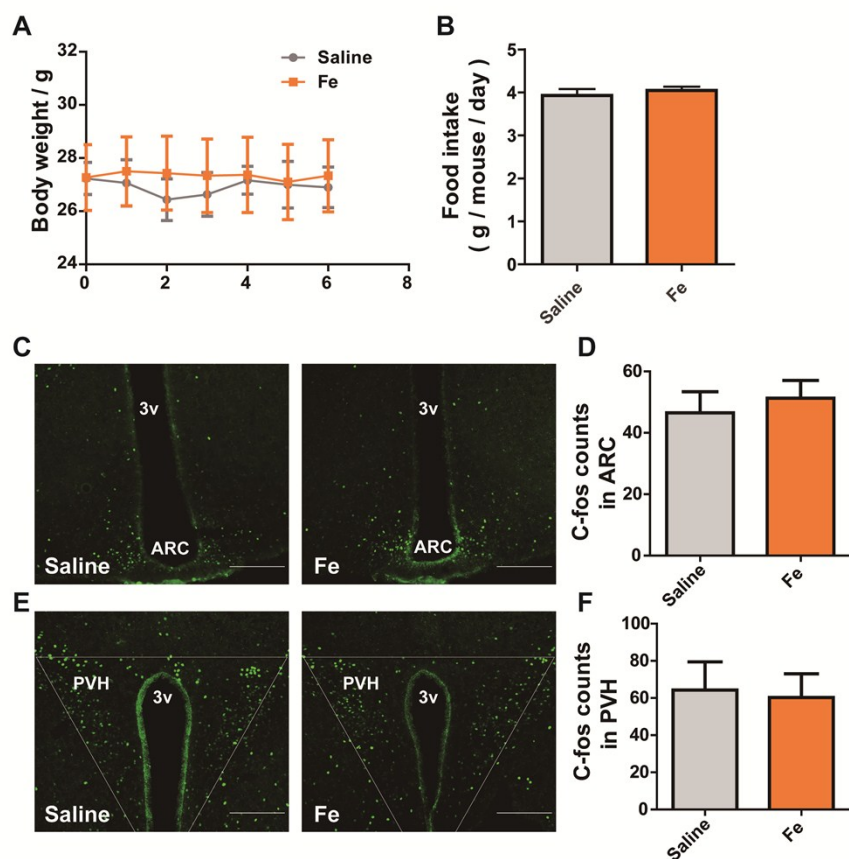 A
Body weight / g
32
30
28
26
24
0 2 4 6 8
Saline
Fe
B
Food intake
( g / mouse / day )
5
4
3
2
1
0
Saline
Fe
C
3v
ARC
Saline
3v
ARC
Fe
D
C-fos counts
in ARC
60
40
20
0
Saline
Fe
E
PVH
3v
Saline
PVH
3v
Fe
F
C-fos counts
in PVH
100
80
60
40
20
0
Saline
Fe